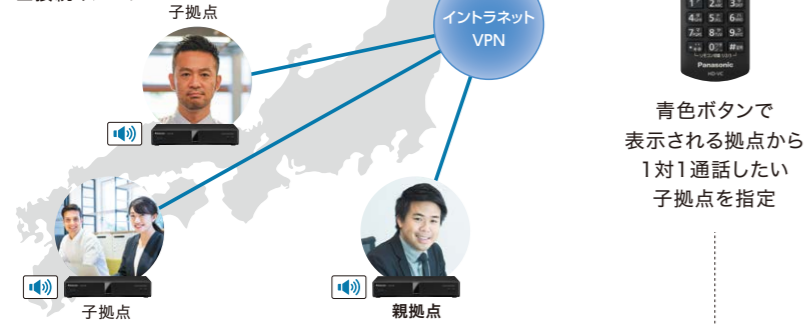 子拠点
イントラネット
VPN
子拠点
親拠点
Panasonic
青色ボタンで
表示される拠点から
1対1通話したい
子拠点を指定